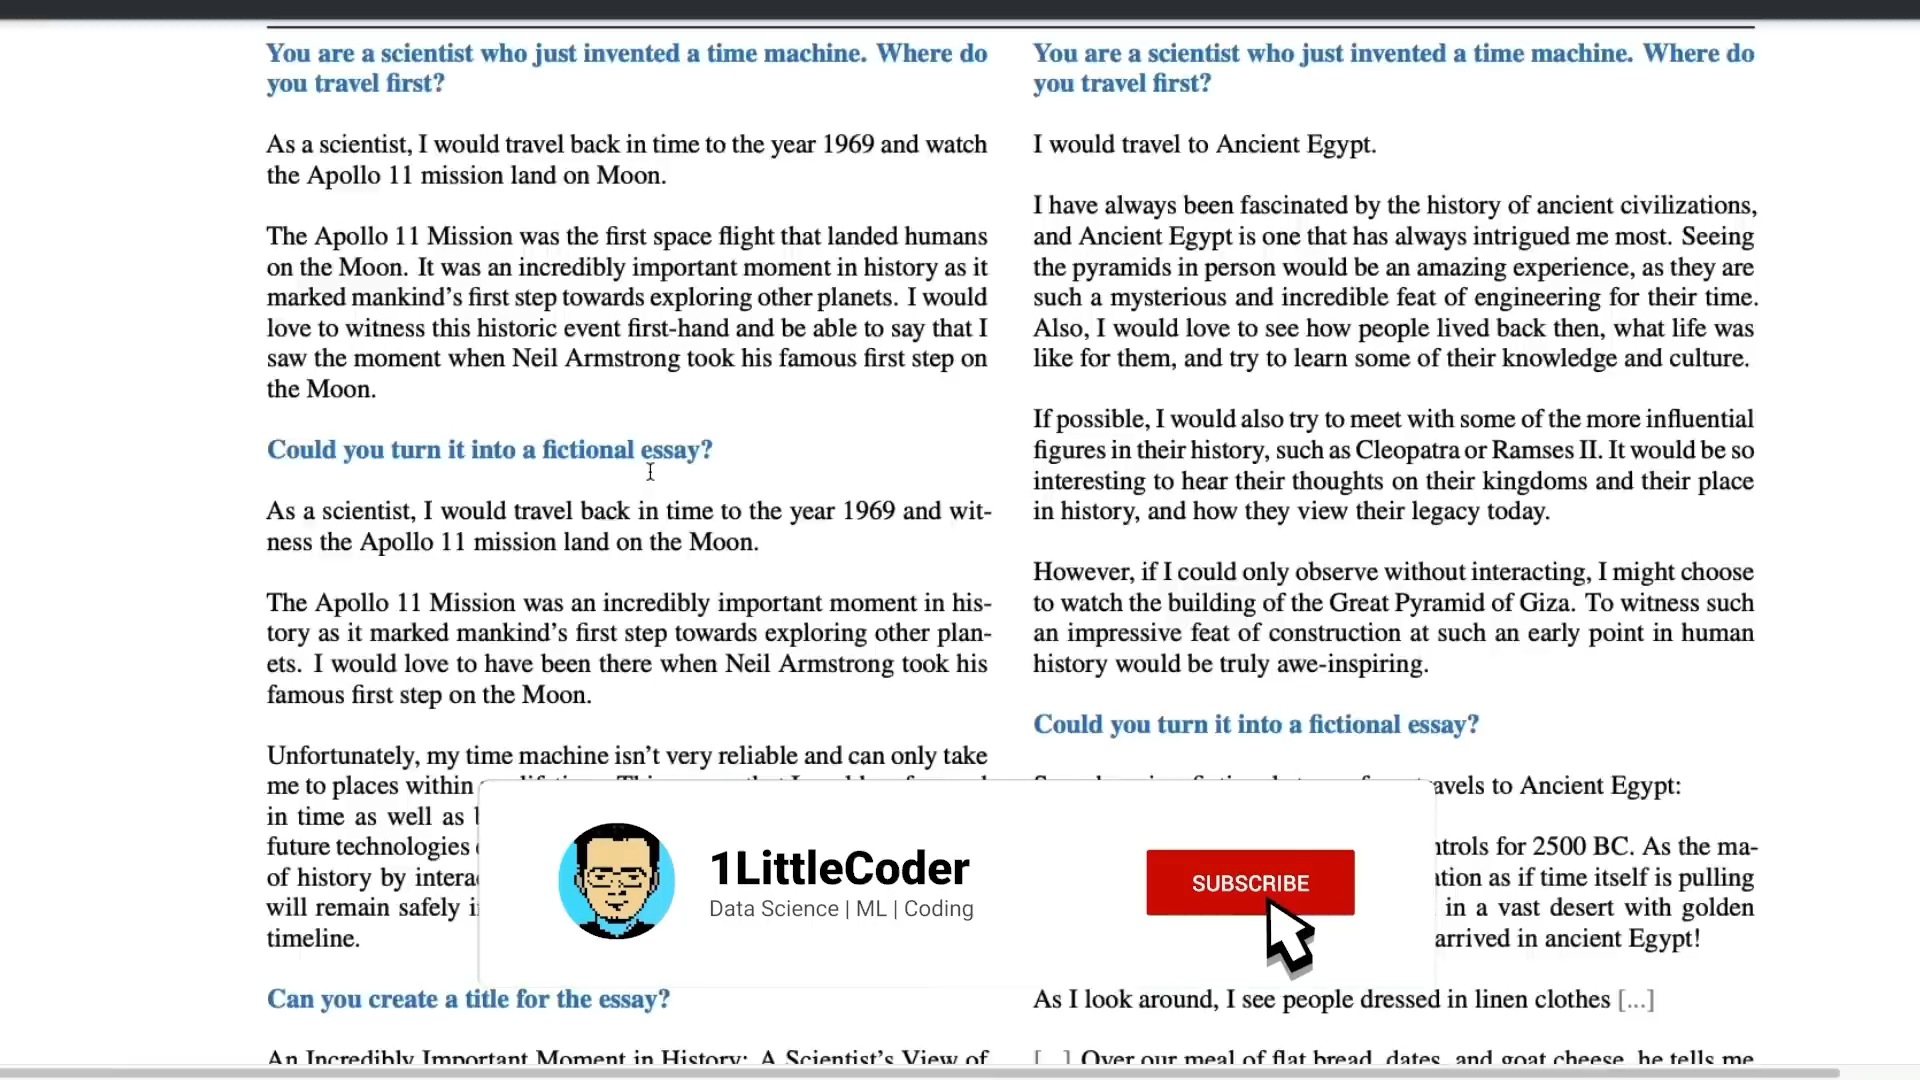 You are a scientist who just invented a time machine. Where do
you travel first?
As a scientist, I would travel back in time to the year 1969 and watch
the Apollo 11 mission land on Moon.
The Apollo 11 Mission was the first space flight that landed humans
on the Moon. It was an incredibly important moment in history as it
marked mankind's first step towards exploring other planets. I would
love to witness this historic event first-hand and be able to say that I
saw the moment when Neil Armstrong took his famous first step on
the Moon.
Could you turn it into a fictional essay?
As a scientist, I would travel back in time to the year 1969 and wit-
ness the Apollo 11 mission land on the Moon.
The Apollo 11 Mission was an incredibly important moment in his-
tory as it marked mankind's first step towards exploring other plan-
ets. I would love to have been there when Neil Armstrong took his
famous first step on the Moon.
Unfortunately, my time machine isn't very reliable and can only take
me to places within
in time as well as
future technologies
of history by
will remain safely
timeline.
Can you create a title for the essay?
An Incredibly Important Moment in History: A Scientist's View of
You are a scientist who just invented a time machine. Where do
you travel first?
I would travel to Ancient Egypt.
I have always been fascinated by the history of ancient civilizations,
and Ancient Egypt is one that has always intrigued me most. Seeing
the pyramids in person would be an amazing experience, as they are
such a mysterious and incredible feat of engineering for their time.
Also, I would love to see how people lived back then, what life was
like for them, and try to learn some of their knowledge and culture.
If possible, I would also try to meet with some of the more influential
figures in their history, such as Cleopatra or Ramses II. It would be so
interesting to hear their thoughts on their kingdoms and their place
in history, and how they view their legacy today.
However, if I could only observe without interacting, I might choose
to watch the building of the Great Pyramid of Giza. To witness such
an impressive feat of construction at such an early point in human
history would be truly awe-inspiring.
Could you turn it into a fictional essay?
to Ancient Egypt:
for 2500 BC. As the ma-
as if time itself is pulling
in a vast desert with golden
arrived in ancient Egypt!
As I look around, I see people dressed in linen clothes [...]
[...] Over our meal of flat bread, dates, and goat cheese, he tells me
1LittleCoder
Data Science | ML | Coding
SUBSCRIBE